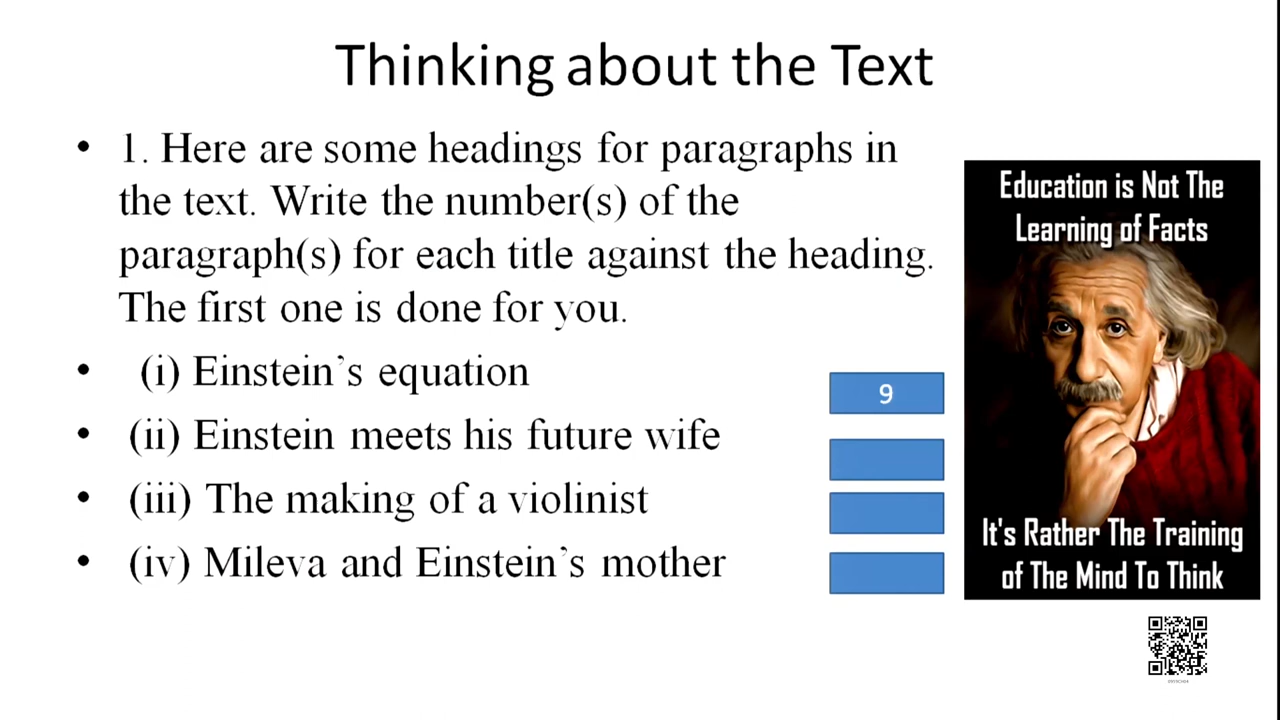 Thinking about the Text
• 1. Here are some headings for paragraphs in
the text. Write the number(s) of the
paragraph(s) for each title against the heading.
The first one is done for you.
• (i) Einstein’s equation
9
• (ii) Einstein meets his future wife
• (iii) The making of a violinist
• (iv) Mileva and Einstein’s mother
Education is Not The
Learning of Facts
It's Rather The Training
of The Mind To Think